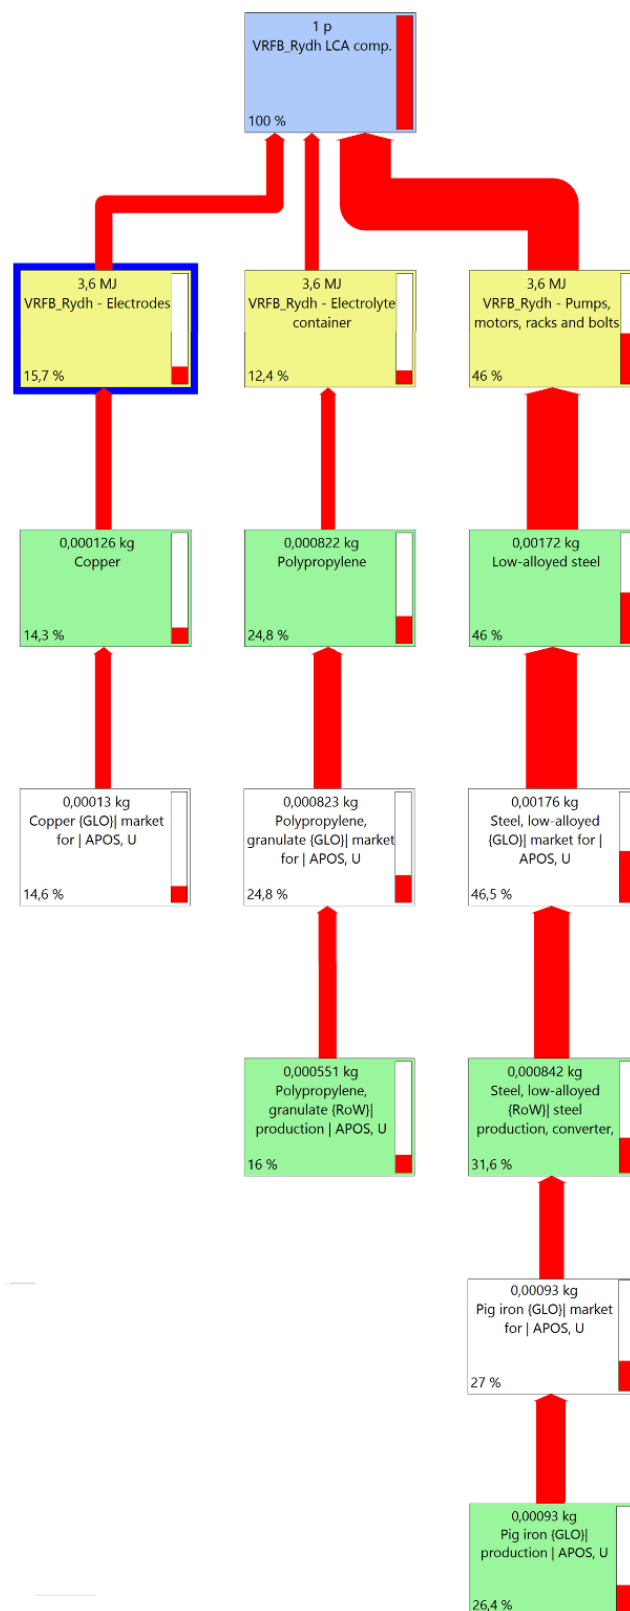 1 p
VRFB_Rydh LCA comp.
100 %
3,6 MJ
VRFB_Rydh - Electrodes
15,7 %
3,6 MJ
VRFB_Rydh - Electrolyte
container
12,4 %
3,6 MJ
VRFB_Rydh - Pumps,
motors, racks and bolts
46 %
0,000126 kg
Copper
14,3 %
0,000822 kg
Polypropylene
24,8 %
0,00172 kg
Low-alloyed steel
46 %
0,00013 kg
Copper {GLO}| market
for | APOS, U
14,6 %
0,000823 kg
Polypropylene,
granulate {GLO}| market
for | APOS, U
24,8 %
0,00176 kg
Steel, low-alloyed
{GLO}| market for |
APOS, U
46,5 %
0,000551 kg
Polypropylene,
granulate {RoW}|
production | APOS, U
16 %
0,000842 kg
Steel, low-alloyed
{RoW}| steel
production, converter,
31,6 %
0,00093 kg
Pig iron {GLO}| market
for | APOS, U
27 %
0,00093 kg
Pig iron {GLO}|
production | APOS, U
26,4 %